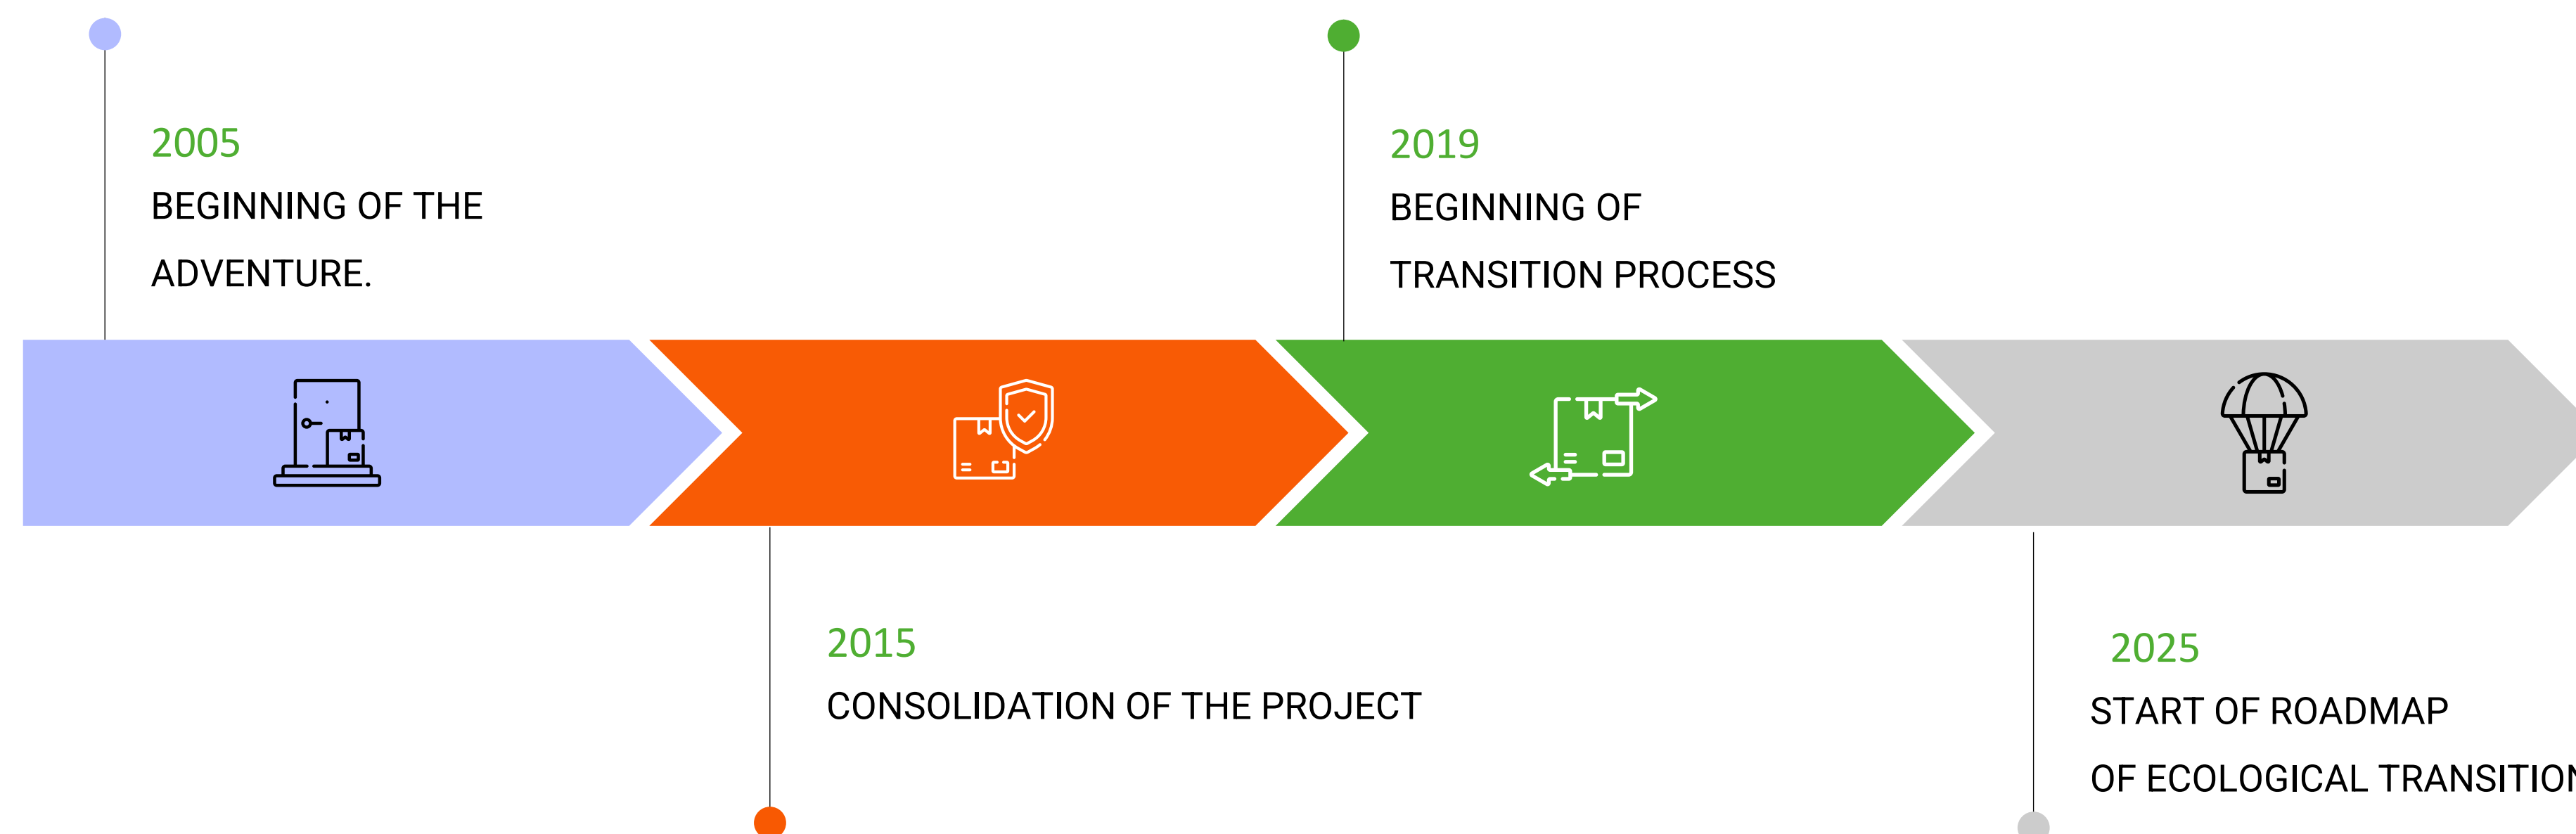 2005
BEGINNING OF THE
ADVENTURE.
2019
BEGINNING OF
TRANSITION PROCESS
2015
CONSOLIDATION OF THE PROJECT
2025
START OF ROADMAP
OF ECOLOGICAL TRANSITION